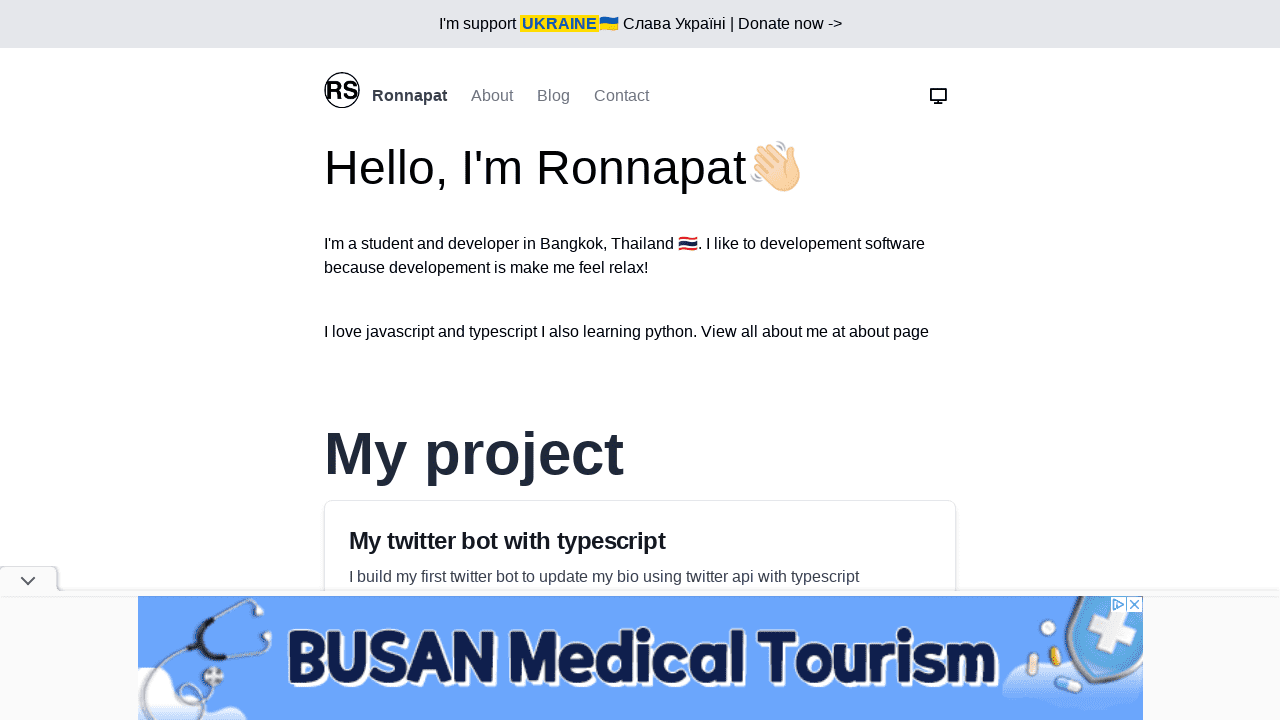 I'm support UKRAINE🇺🇦 Слава Україні | Donate now ->
RS Ronnapat About Blog Contact
Hello, I'm Ronnapat👋🏻
I'm a student and developer in Bangkok, Thailand 🇹🇭. I like to developement software
because developement is make me feel relax!
I love javascript and typescript I also learning python. View all about me at about page
My project
My twitter bot with typescript
I build my first twitter bot to update my bio using twitter api with typescript
BUSAN Medical Tourism